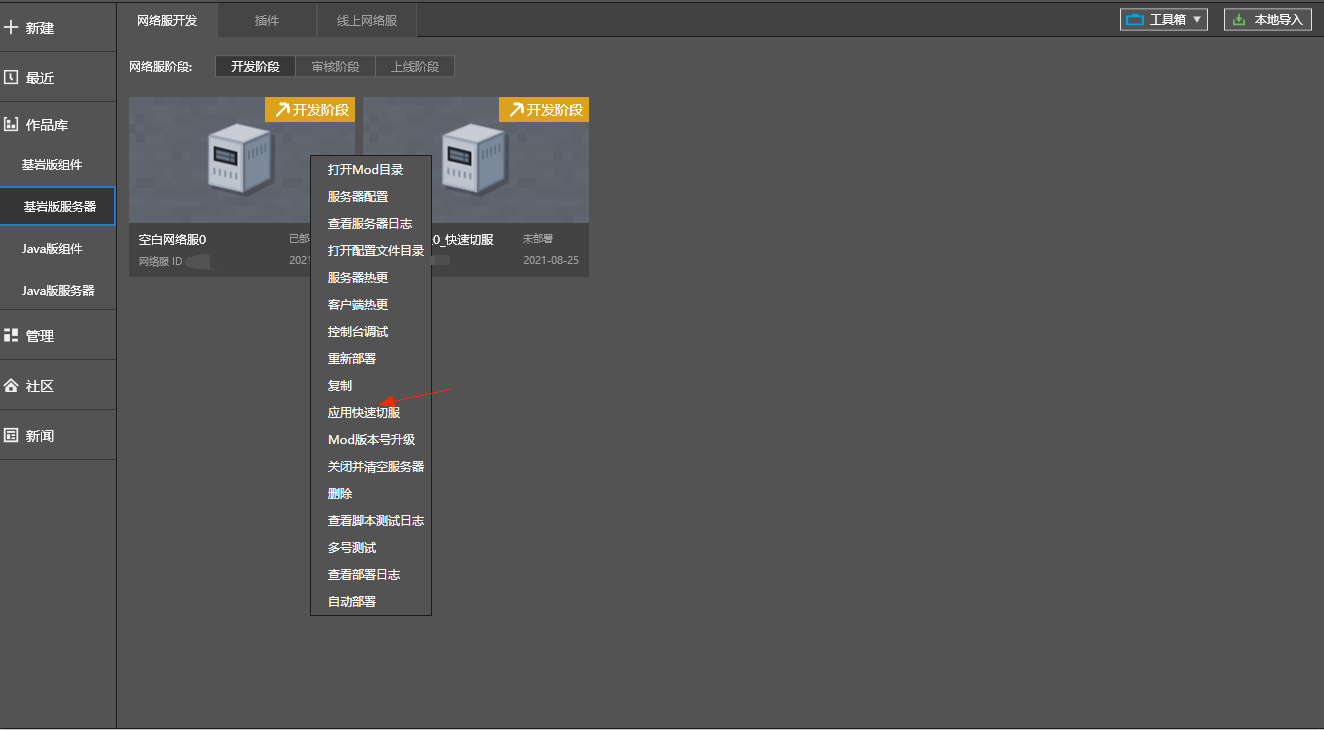 新建
最近
作品库
基岩版组件
基岩版服务器
Java版组件
Java版服务器
管理
社区
新闻
网络服开发
插件
线上网络服
工具箱
本地导入
网络服阶段:
开发阶段
审核阶段
上线阶段
开发阶段
开发阶段
空白网络服0
已部
网络服 ID
2021
0_快速切服
未部署
2021-08-25
打开Mod目录
服务器配置
查看服务器日志
打开配置文件目录
服务器热更
客户端热更
控制台调试
重新部署
复制
应用快速切服
Mod版本号升级
关闭并清空服务器
删除
查看脚本测试日志
多号测试
查看部署日志
自动部署